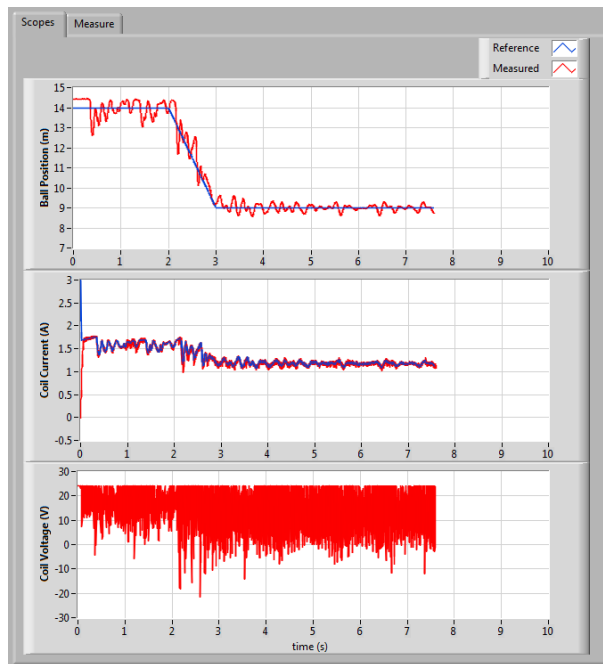 Scopes Measure
Reference
Measured
15
14
13
12
11
10
9
8
7
Ball Position (m)
0 1 2 3 4 5 6 7 8 9 10
3
2.5
2
1.5
1
0.5
0
-0.5
Coil Current (A)
0 1 2 3 4 5 6 7 8 9 10
30
20
10
0
-10
-20
-30
Coil Voltage (V)
0 1 2 3 4 5 6 7 8 9 10
time (s)